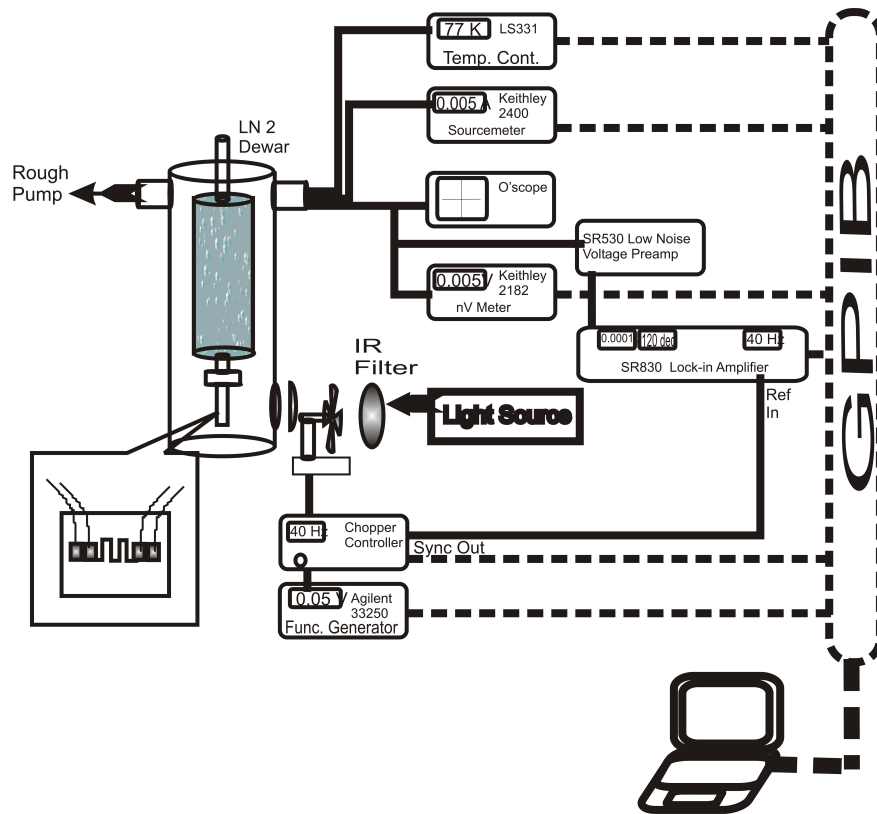 77 K LS331
Temp. Cont.
0.005 A Keithley
2400
Sourcemeter
LN 2
Dewar
Rough
Pump
O'scope
SR530 Low Noise
Voltage Preamp
0.005V Keithley
2182
nV Meter
GPIB
0.0001 120 deg 40 Hz
SR830 Lock-in Amplifier
IR
Filter
Light Source
Ref
In
40 Hz Chopper
Controller
Sync Out
0.05 V Agilent
33250
Func. Generator